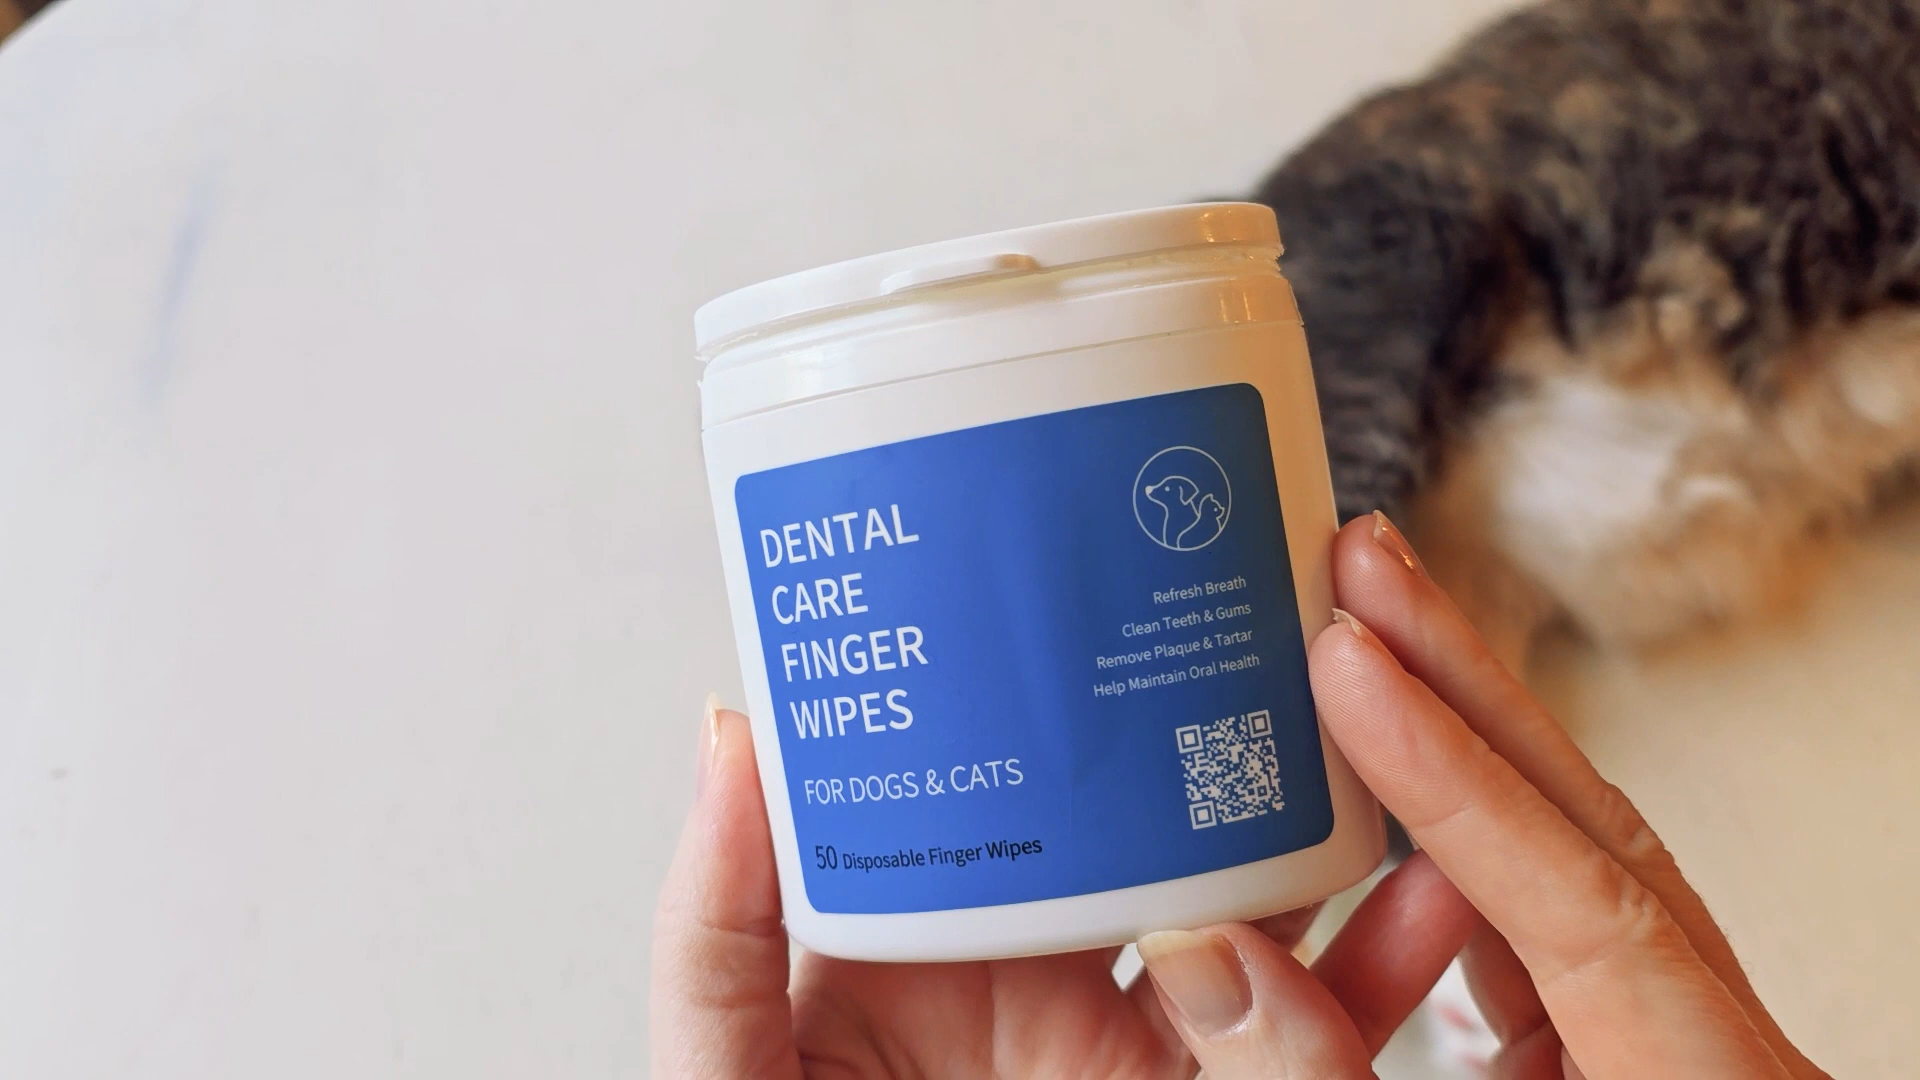 DENTAL
CARE
FINGER
WIPES
FOR DOGS & CATS
50 Disposable Finger Wipes
Refresh Breath
Clean Teeth & Gums
Remove Plaque & Tartar
Help Maintain Oral Health